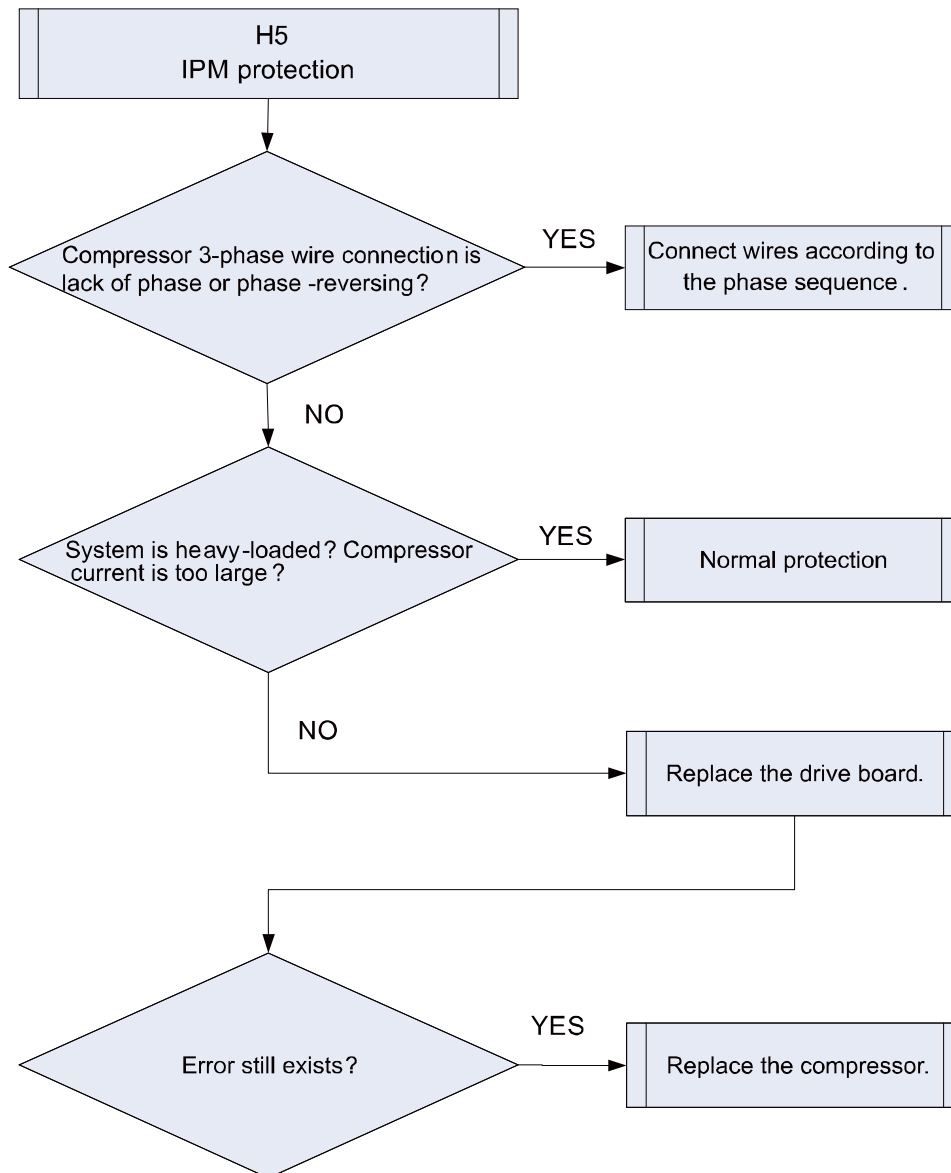 H5
IPM protection
Compressor 3-phase wire connection is
lack of phase or phase -reversing?
YES
Connect wires according to
the phase sequence.
NO
System is heavy-loaded? Compressor
current is too large?
YES
Normal protection
NO
Replace the drive board.
Error still exists?
YES
Replace the compressor.